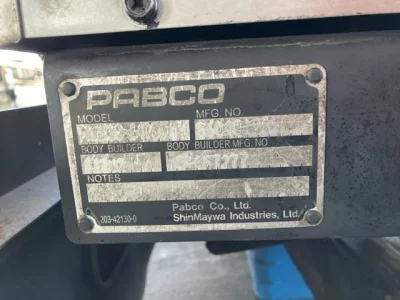 PABCO
MODEL MFG. NO
BODY BUILDER BODY BUILDER MFG. NO
NOTES
Pabco Co., Ltd.
203-42130-0 ShinMaywa Industries, Ltd.